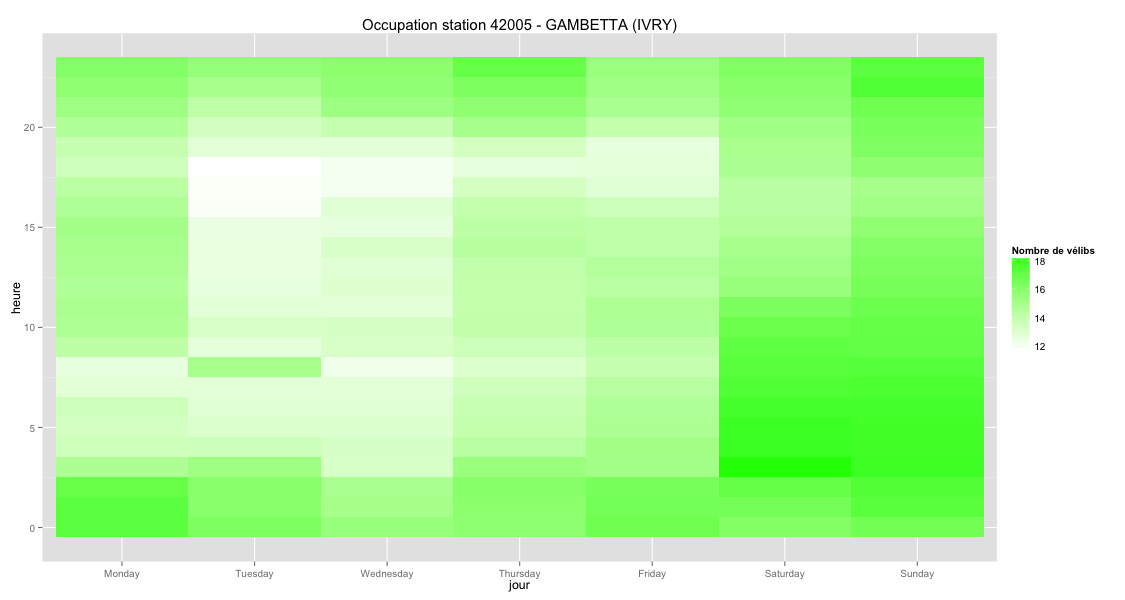 Occupation station 42005 - GAMBETTA (IVRY)
heure
20
15
10
5
0
Monday Tuesday Wednesday Thursday Friday Saturday Sunday
jour
Nombre de vélibs
18
16
14
12